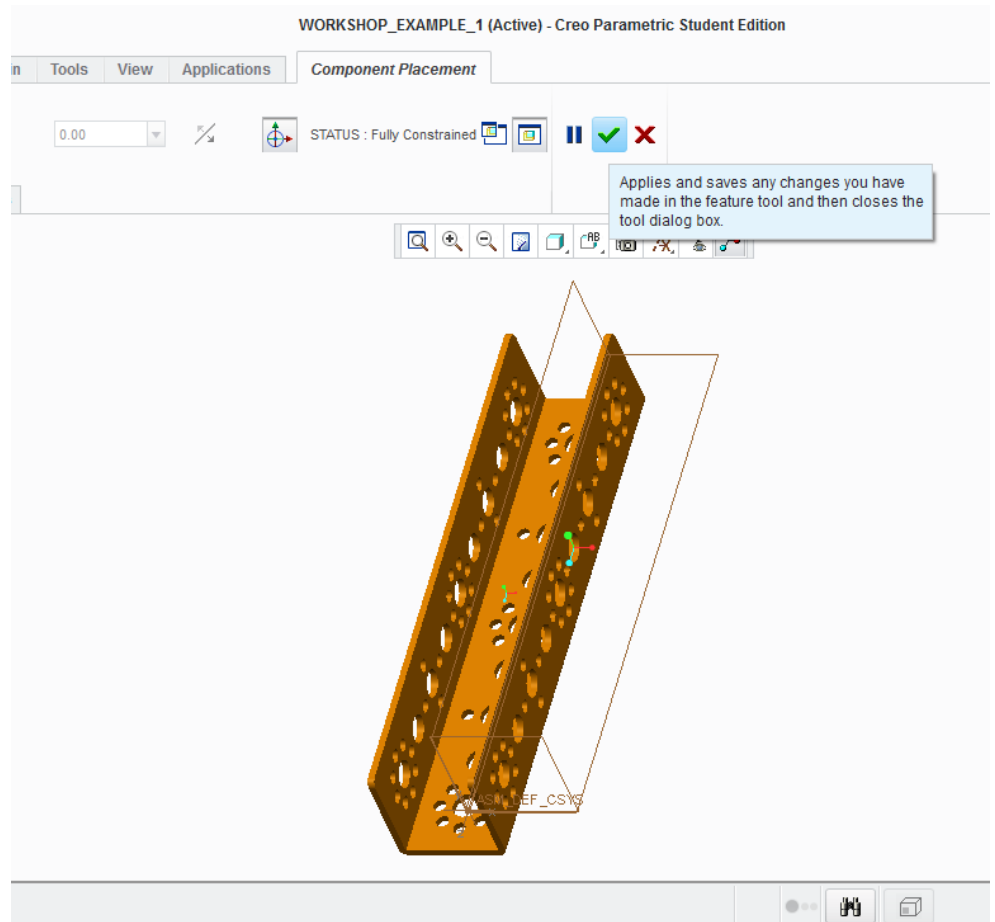 WORKSHOP_EXAMPLE_1 (Active) - Creo Parametric Student Edition
n Tools View Applications Component Placement
0.00 STATUS : Fully Constrained
Applies and saves any changes you have
made in the feature tool and then closes the
tool dialog box.
AB